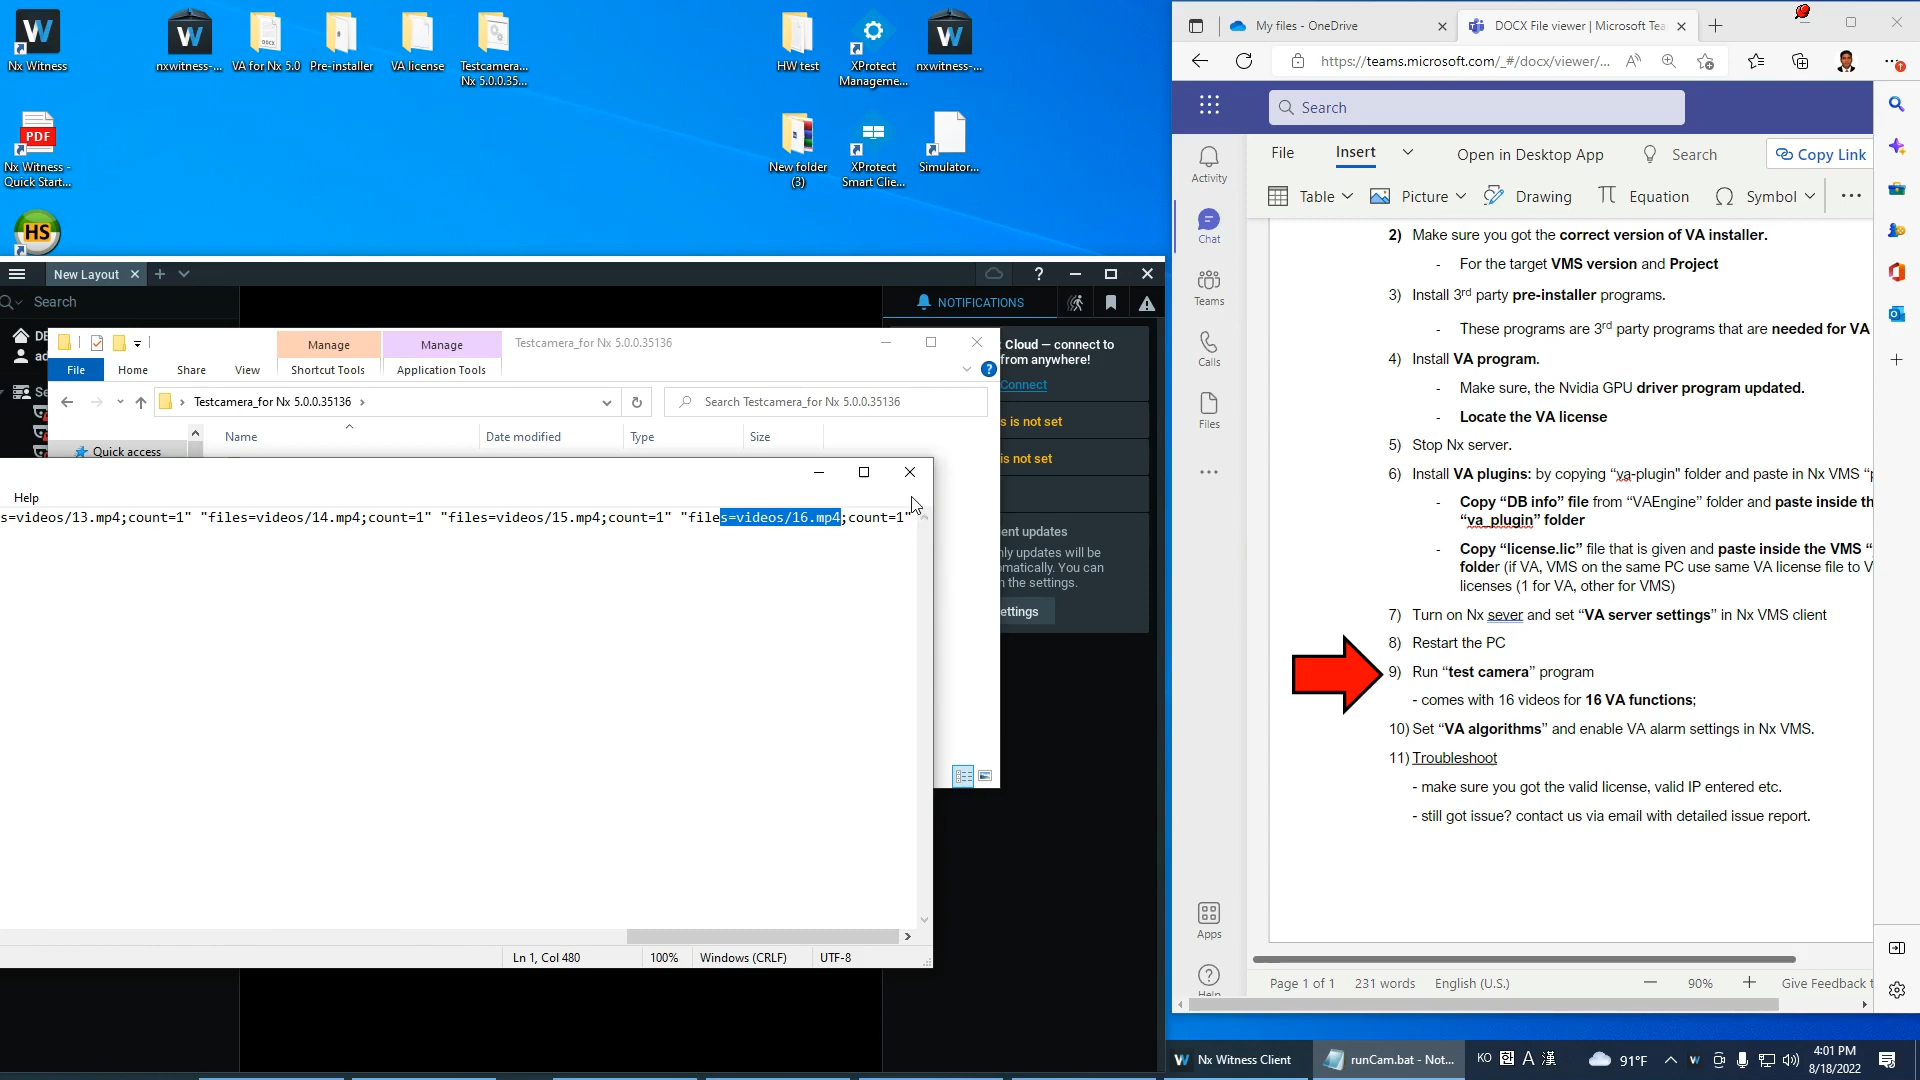 Nx Witness
nxwitness-...
VA for Nx 5.0
Pre-installer
VA license
Testcamera...
Nx 5.0.0.35...
HW test
XProtect
Manageme...
nxwitness-...
PDF
Nx Witness -
Quick Start...
New folder
(3)
XProtect
Smart Clie...
Simulator...
HS
New Layout
Search
NOTIFICATIONS
Cloud — connect to
from anywhere!
Connect
s is not set
is not set
ent updates
nly updates will be
omatically. You can
n the settings.
ettings
Manage
Manage
Testcamera_for Nx 5.0.0.35136
File
Home
Share
View
Shortcut Tools
Application Tools
Testcamera_for Nx 5.0.0.35136
Search Testcamera_for Nx 5.0.0.35136
Name
Date modified
Type
Size
Quick access
Help
s=videos/13.mp4;count=1" "files=videos/14.mp4;count=1" "files=videos/15.mp4;count=1" "files=videos/16.mp4;count=1"
Ln 1, Col 480
100%
Windows (CRLF)
UTF-8
My files - OneDrive
DOCX File viewer | Microsoft Tea
https://teams.microsoft.com/_#/docx/viewer/...
Search
Activity
Chat
Teams
Calls
Files
Apps
Help
File
Insert
Open in Desktop App
Search
Copy Link
Table
Picture
Drawing
Equation
Symbol
2) Make sure you got the correct version of VA installer.
- For the target VMS version and Project
3) Install 3rd party pre-installer programs.
- These programs are 3rd party programs that are needed for VA
4) Install VA program.
- Make sure, the Nvidia GPU driver program updated.
- Locate the VA license
5) Stop Nx server.
6) Install VA plugins: by copying “va-plugin” folder and paste in Nx VMS “p
- Copy “DB info” file from “VAEngine” folder and paste inside th
“va_plugin” folder
- Copy “license.lic” file that is given and paste inside the VMS “
folder (if VA, VMS on the same PC use same VA license file to V
licenses (1 for VA, other for VMS)
7) Turn on Nx sever and set “VA server settings” in Nx VMS client
8) Restart the PC
9) Run “test camera” program
- comes with 16 videos for 16 VA functions;
10) Set “VA algorithms” and enable VA alarm settings in Nx VMS.
11) Troubleshoot
- make sure you got the valid license, valid IP entered etc.
- still got issue? contact us via email with detailed issue report.
Page 1 of 1
231 words
English (U.S.)
90%
Give Feedback t
Nx Witness Client
runCam.bat - Not...
KO
A 漢
91°F
4:01 PM
8/18/2022